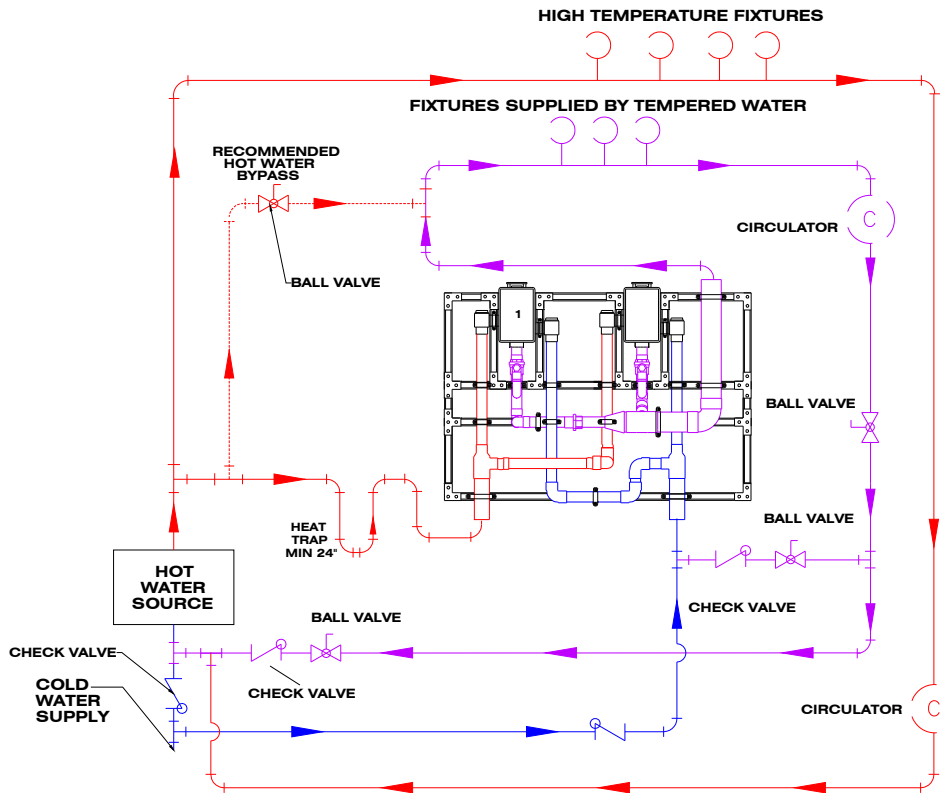 HIGH TEMPERATURE FIXTURES
FIXTURES SUPPLIED BY TEMPERED WATER
RECOMMENDED
HOT WATER
BYPASS
CIRCULATOR
C
BALL VALVE
1
BALL VALVE
BALL VALVE
HEAT
TRAP
MIN 24"
HOT
WATER
SOURCE
CHECK VALVE
BALL VALVE
CHECK VALVE
CHECK VALVE
COLD
WATER
SUPPLY
CIRCULATOR
C